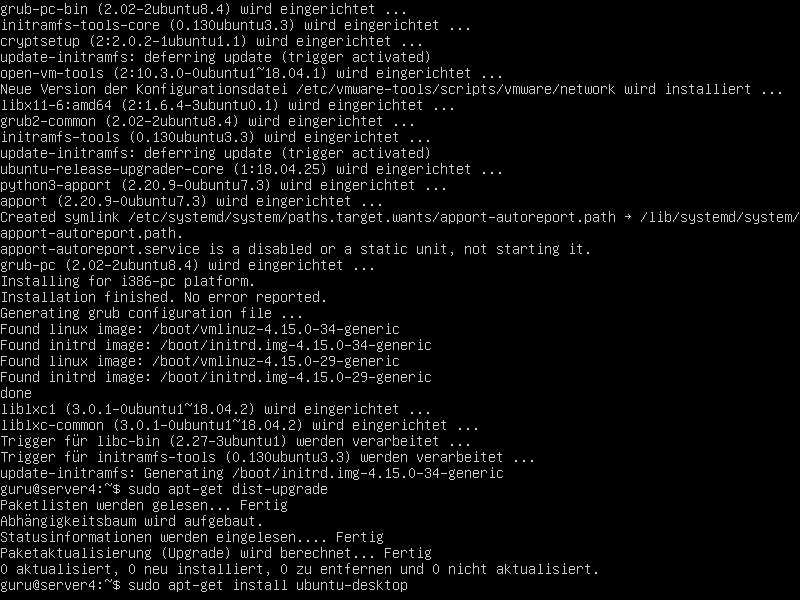 grub-pc-bin (2.02-2ubuntu8.4) wird eingerichtet ...
initramfs-tools-core (0.130ubuntu3.3) wird eingerichtet ...
cryptsetup (2:2.0.2-1ubuntu1.1) wird eingerichtet ...
update-initramfs: deferring update (trigger activated)
open-vm-tools (2:10.3.0-0ubuntu1~18.04.1) wird eingerichtet ...
Neue Version der Konfigurationsdatei /etc/vmware-tools/scripts/vmware/network wird installiert ...
libx11-6:amd64 (2:1.6.4-3ubuntu0.1) wird eingerichtet ...
grub2-common (2.02-2ubuntu8.4) wird eingerichtet ...
initramfs-tools (0.130ubuntu3.3) wird eingerichtet ...
update-initramfs: deferring update (trigger activated)
ubuntu-release-upgrader-core (1:18.04.25) wird eingerichtet ...
python3-apport (2.20.9-0ubuntu7.3) wird eingerichtet ...
apport (2.20.9-0ubuntu7.3) wird eingerichtet ...
Created symlink /etc/systemd/system/paths.target.wants/apport-autoreport.path → /lib/systemd/system/
apport-autoreport.path.
apport-autoreport.service is a disabled or a static unit, not starting it.
grub-pc (2.02-2ubuntu8.4) wird eingerichtet ...
Installing for i386-pc platform.
Installation finished. No error reported.
Generating grub configuration file ...
Found linux image: /boot/vmlinuz-4.15.0-34-generic
Found initrd image: /boot/initrd.img-4.15.0-34-generic
Found linux image: /boot/vmlinuz-4.15.0-29-generic
Found initrd image: /boot/initrd.img-4.15.0-29-generic
done
liblxc1 (3.0.1-0ubuntu1~18.04.2) wird eingerichtet ...
liblxc-common (3.0.1-0ubuntu1~18.04.2) wird eingerichtet ...
Trigger für libc-bin (2.27-3ubuntu1) werden verarbeitet ...
Trigger für initramfs-tools (0.130ubuntu3.3) werden verarbeitet ...
update-initramfs: Generating /boot/initrd.img-4.15.0-34-generic
guru@server4:~$ sudo apt-get dist-upgrade
Paketlisten werden gelesen... Fertig
Abhängigkeitsbaum wird aufgebaut.
Statusinformationen werden eingelesen.... Fertig
Paketaktualisierung (Upgrade) wird berechnet... Fertig
0 aktualisiert, 0 neu installiert, 0 zu entfernen und 0 nicht aktualisiert.
guru@server4:~$ sudo apt-get install ubuntu-desktop